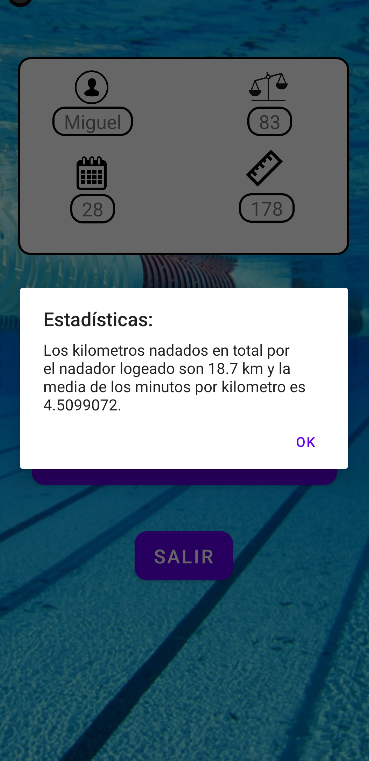 Miguel
83
28
178
Estadísticas:
Los kilometros nadados en total por
el nadador logeado son 18.7 km y la
media de los minutos por kilometro es
4.5099072.
OK
SALIR